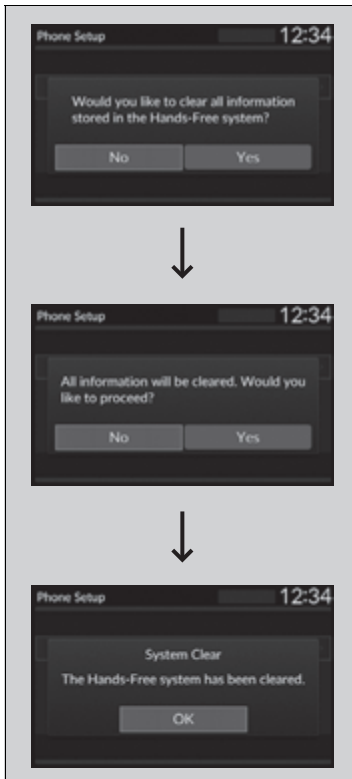 Phone Setup 12:34
Would you like to clear all information
stored in the Hands-Free system?
No Yes
Phone Setup 12:34
All information will be cleared. Would you
like to proceed?
No Yes
Phone Setup 12:34
System Clear
The Hands-Free system has been cleared.
OK